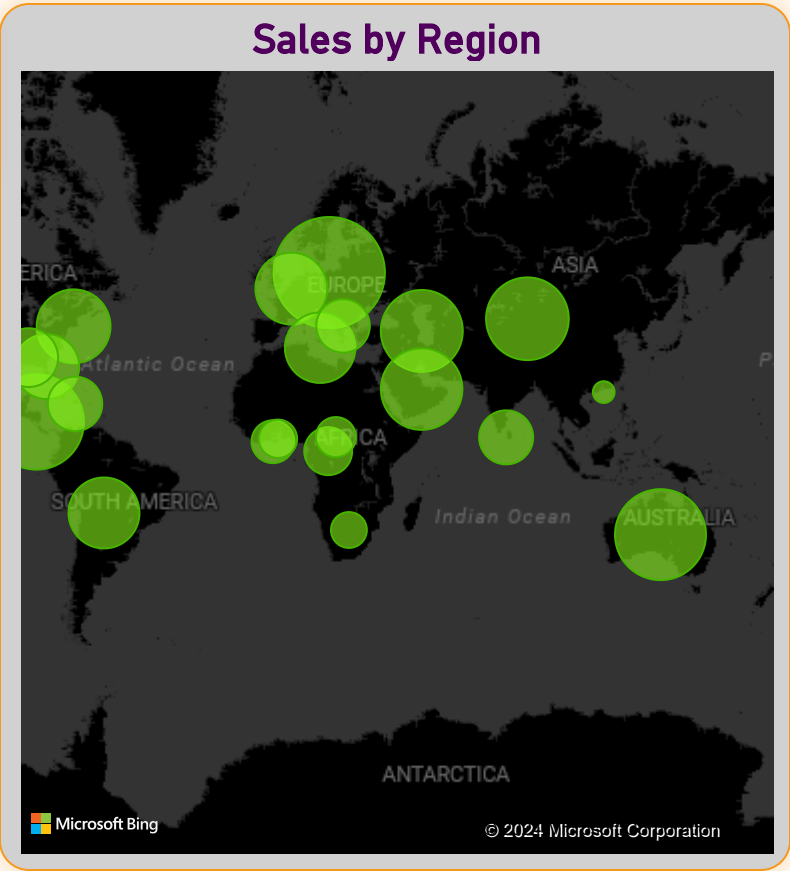 Sales by Region
ASIA
ERICA
EUROPE
Atlantic Ocean
P
AFRICA
SOUTH AMERICA
Indian Ocean
AUSTRALIA
ANTARCTICA
Microsoft Bing
© 2024 Microsoft Corporation